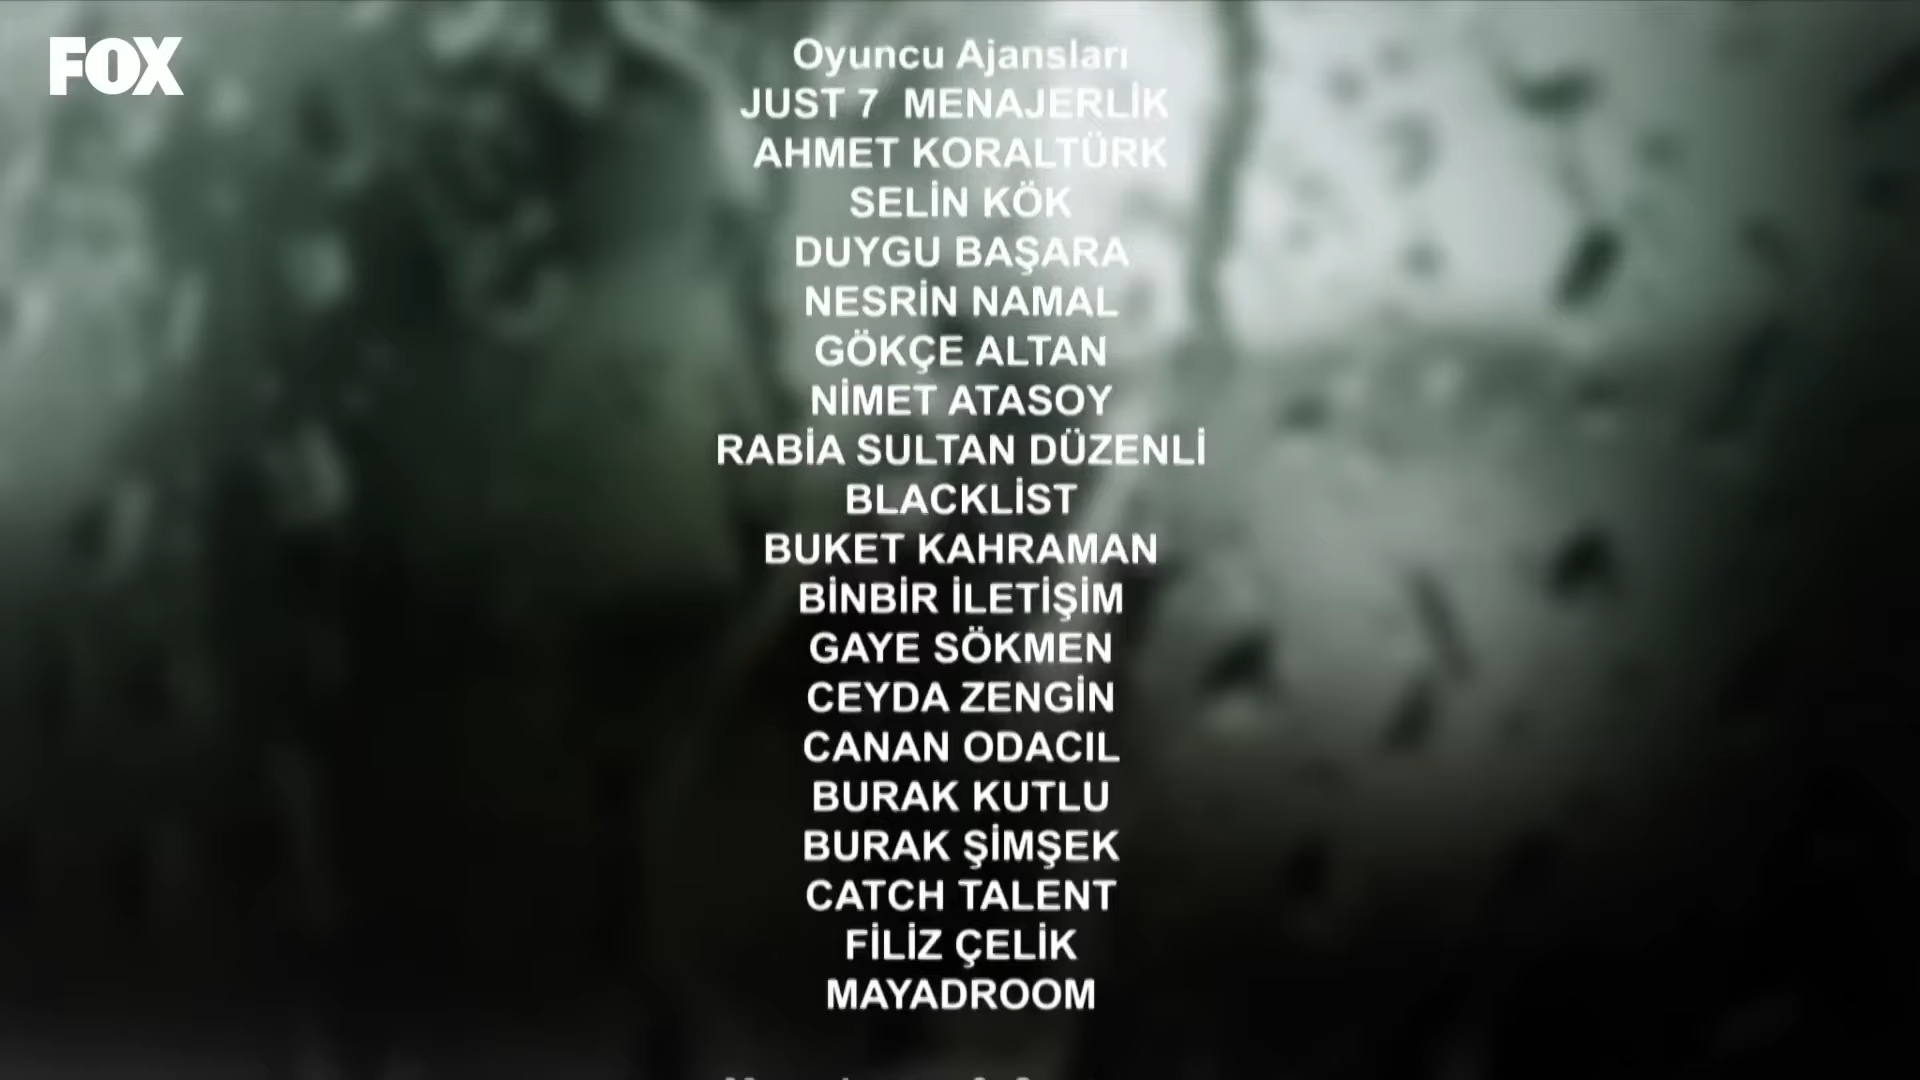 FOX
Oyuncu Ajansları
JUST 7 MENAJERLİK
AHMET KORALTÜRK
SELİN KÖK
DUYGU BAŞARA
NESRİN NAMAL
GÖKÇE ALTAN
NİMET ATASOY
RABİA SULTAN DÜZENLİ
BLACKLİST
BUKET KAHRAMAN
BİNBİR İLETİŞİM
GAYE SÖKMEN
CEYDA ZENGİN
CANAN ODACIL
BURAK KUTLU
BURAK ŞİMŞEK
CATCH TALENT
FİLİZ ÇELİK
MAYADROOM